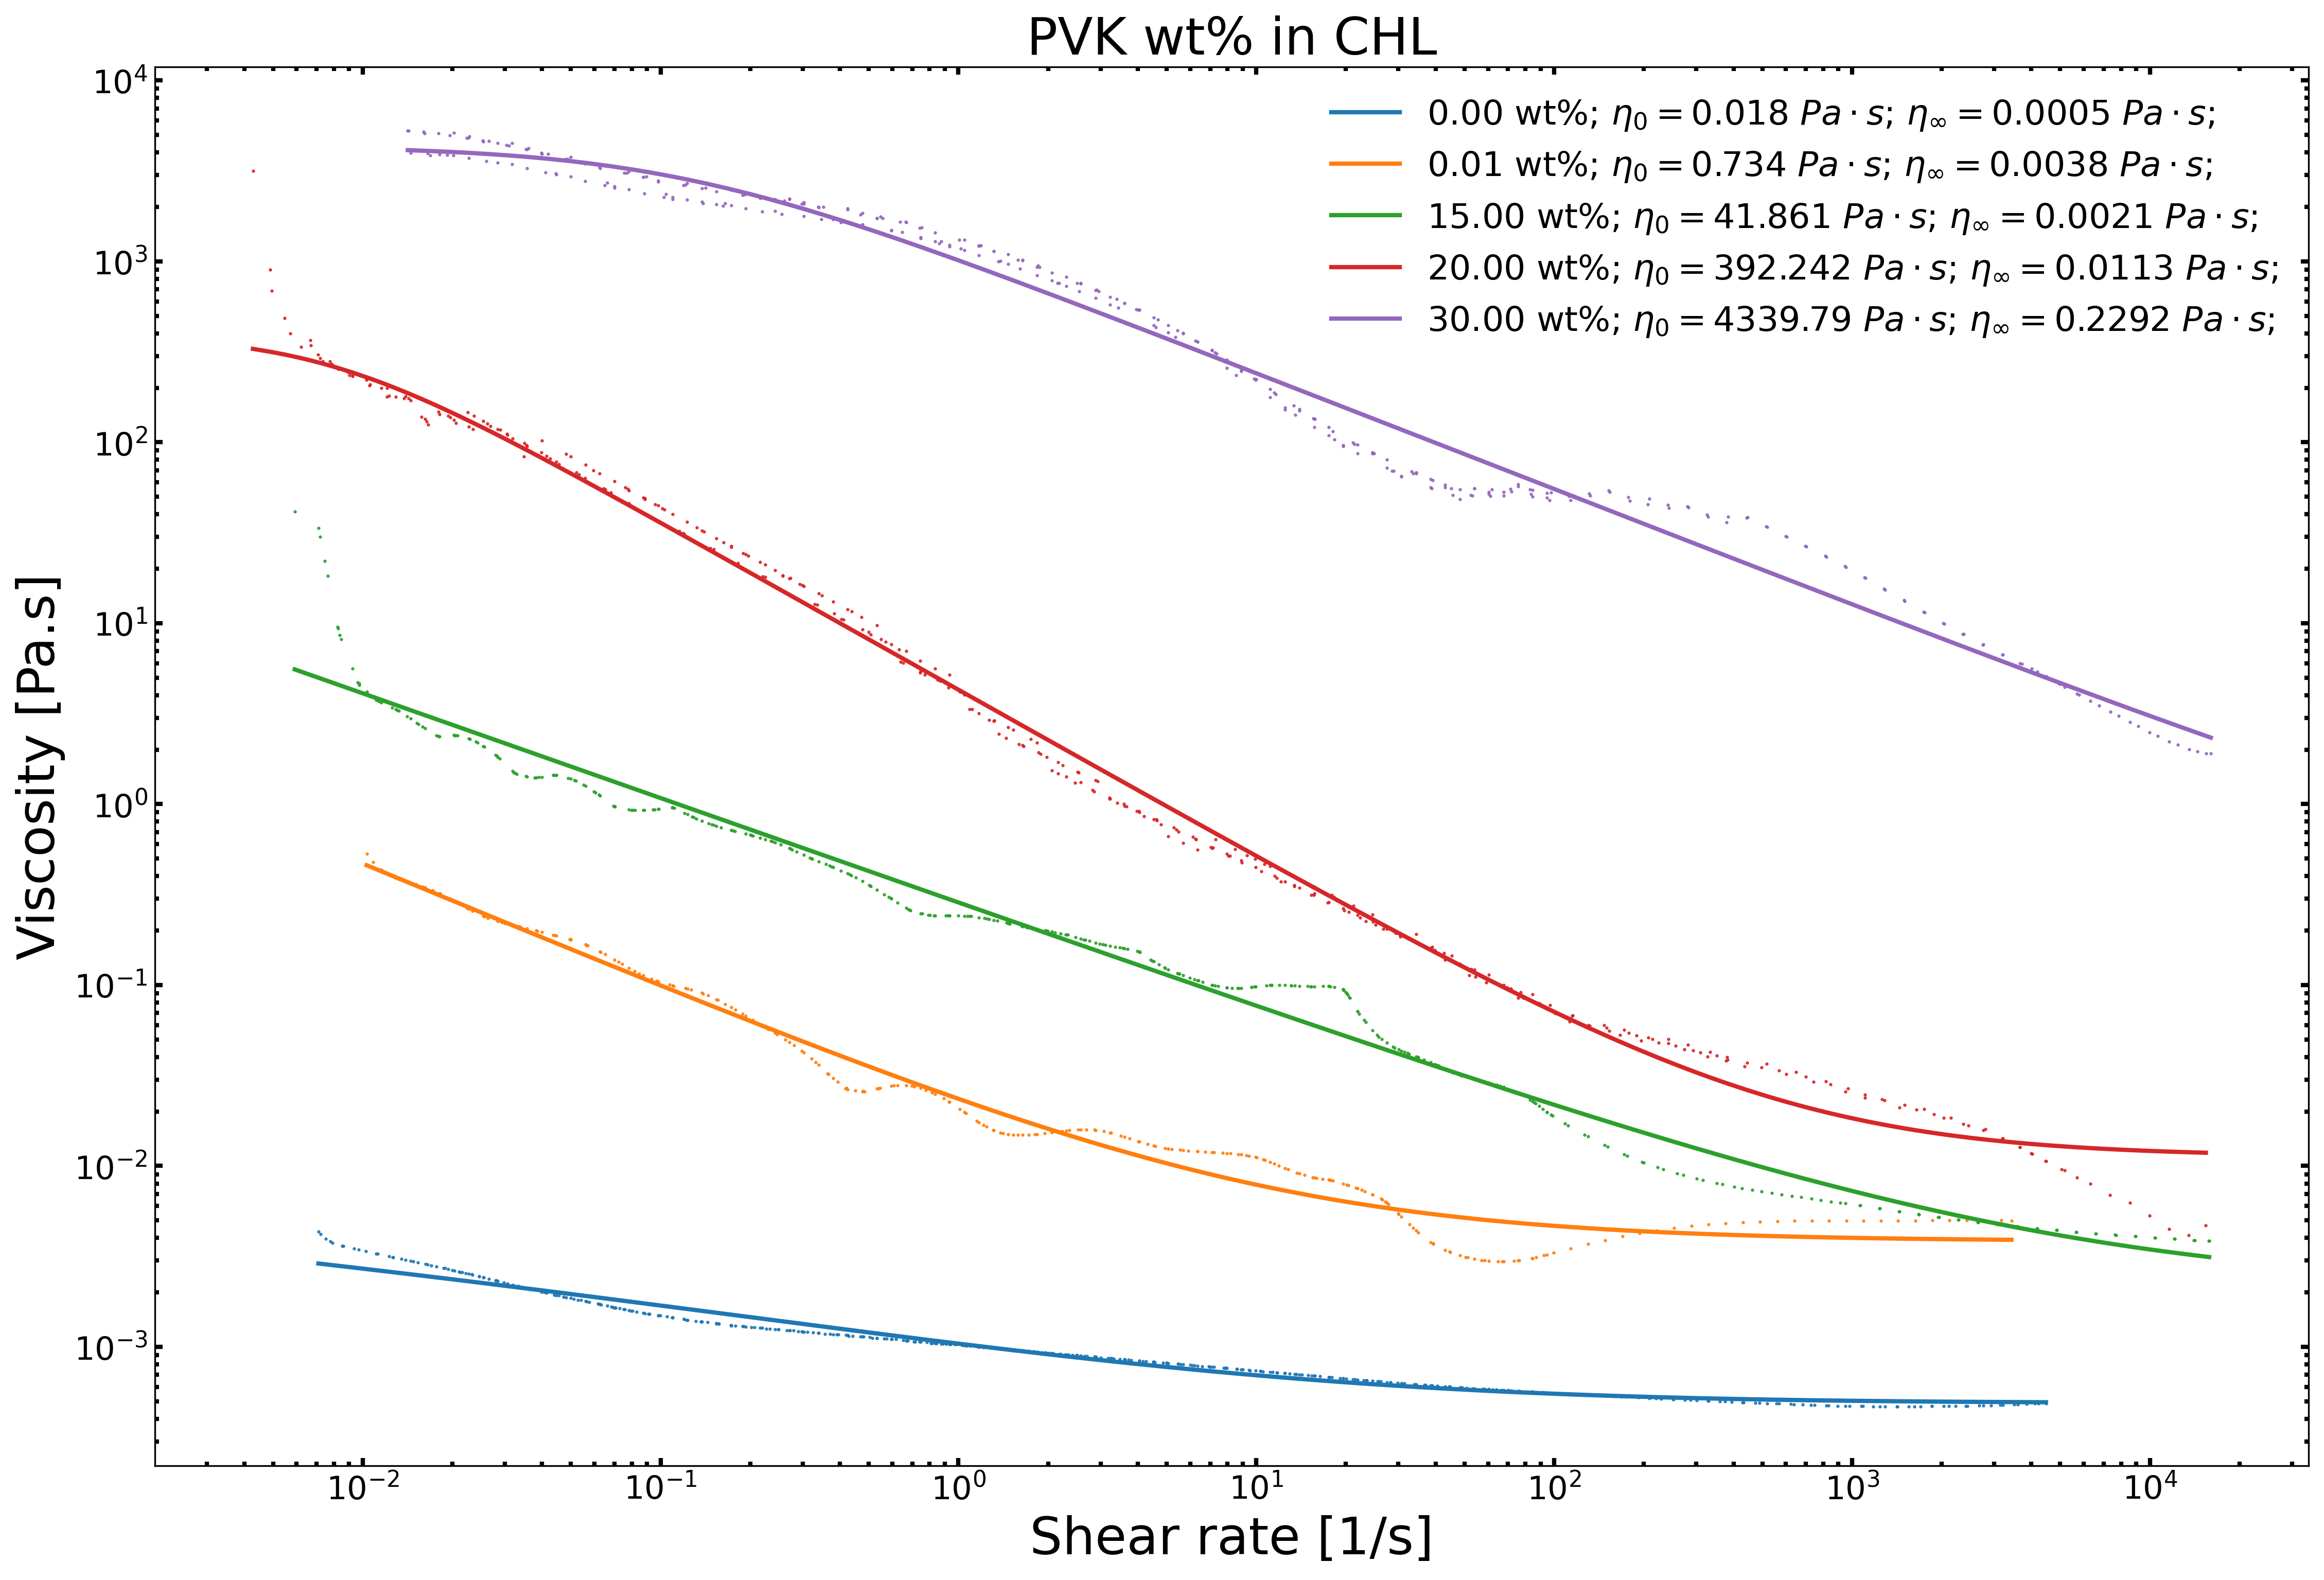 PVK wt% in CHL
0.00 wt%; η₀ = 0.018 Pa · s; η∞ = 0.0005 Pa · s;
0.01 wt%; η₀ = 0.734 Pa · s; η∞ = 0.0038 Pa · s;
15.00 wt%; η₀ = 41.861 Pa · s; η∞ = 0.0021 Pa · s;
20.00 wt%; η₀ = 392.242 Pa · s; η∞ = 0.0113 Pa · s;
30.00 wt%; η₀ = 4339.79 Pa · s; η∞ = 0.2292 Pa · s;
Viscosity [Pa.s]
10⁴
10³
10²
10¹
10⁰
10⁻¹
10⁻²
10⁻³
10⁻² 10⁻¹ 10⁰ 10¹ 10² 10³ 10⁴
Shear rate [1/s]